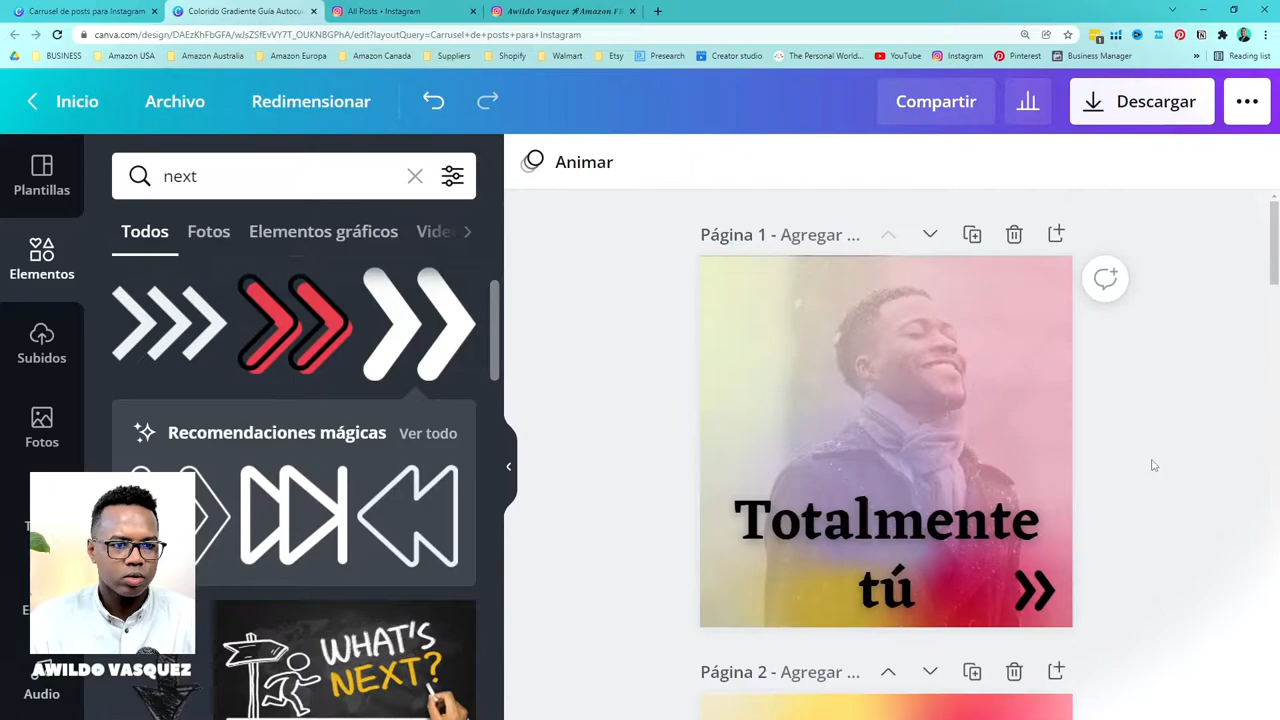 Carrusel de posts para Instagram
Colorido Gradiente Guía Autocu
All Posts • Instagram
Awildo Vasquez
canva.com/design/DAEzKhFbGFA/wJsZSfEvVY7T_OUKNBGPhA/edit?layoutQuery=Carrusel+de+posts+para+Instagram
BUSINESS
Amazon USA
Amazon Australia
Amazon Europa
Amazon Canada
Suppliers
Shopify
Walmart
Etsy
Presearch
Creator studio
The Personal World...
YouTube
Instagram
Pinterest
Business Manager
»
Reading list
Inicio
Archivo
Redimensionar
Compartir
Descargar
Plantillas
Elementos
Subidos
Fotos
Audio
next
Todos
Fotos
Elementos gráficos
Vide
Recomendaciones mágicas
Ver todo
WHAT'S
NEXT?
AWILDO VASQUEZ
Animar
Página 1 - Agregar ...
Totalmente
tú
Página 2 - Agregar ...